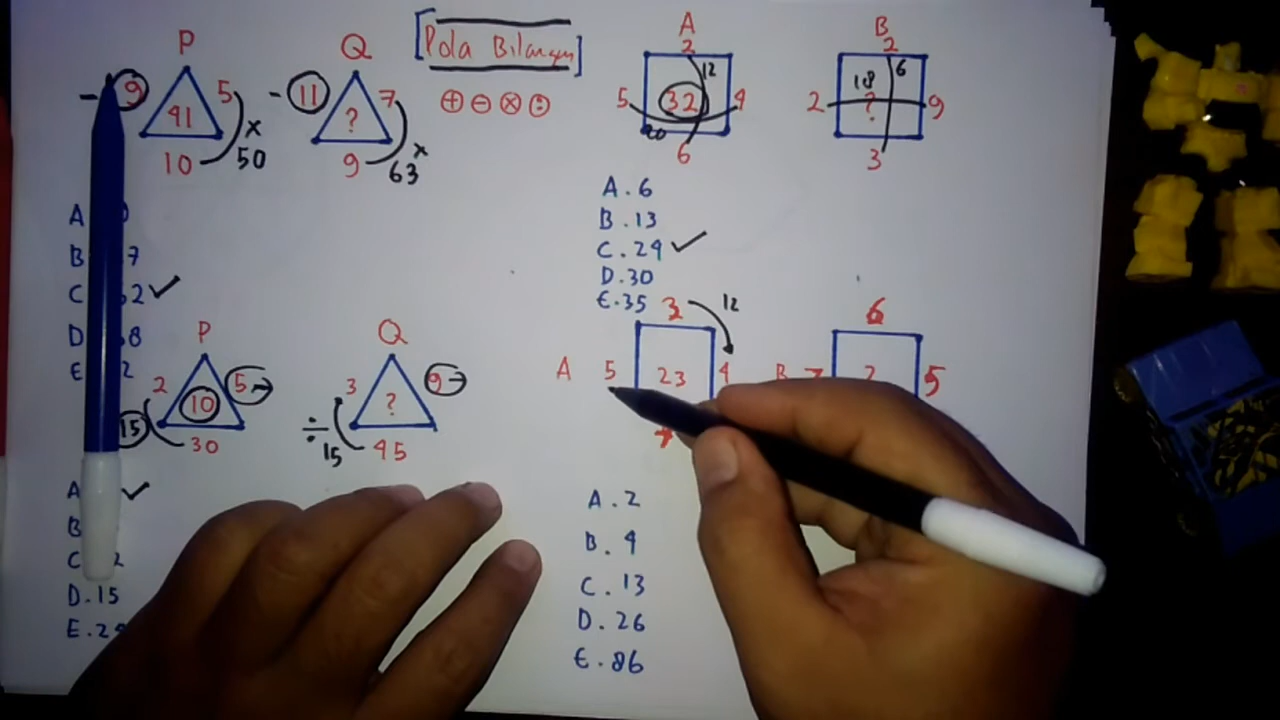 [Pola Bilangan]
+ - × ÷
P
- 9
41
5
10
×
50
Q
- 11
?
7
9
×
63
C
D
E
P
2
10
5
15
30
Q
3
?
9
÷
15
45
A
B
C
D.15
A
2
12
5
32
4
20
6
B
2
6
18
2
?
9
3
A.6
B.13
C.24
D.30
E.35
3
12
A
5
23
4
6
B
5
A.2
B.4
C.13
D.26
E.86